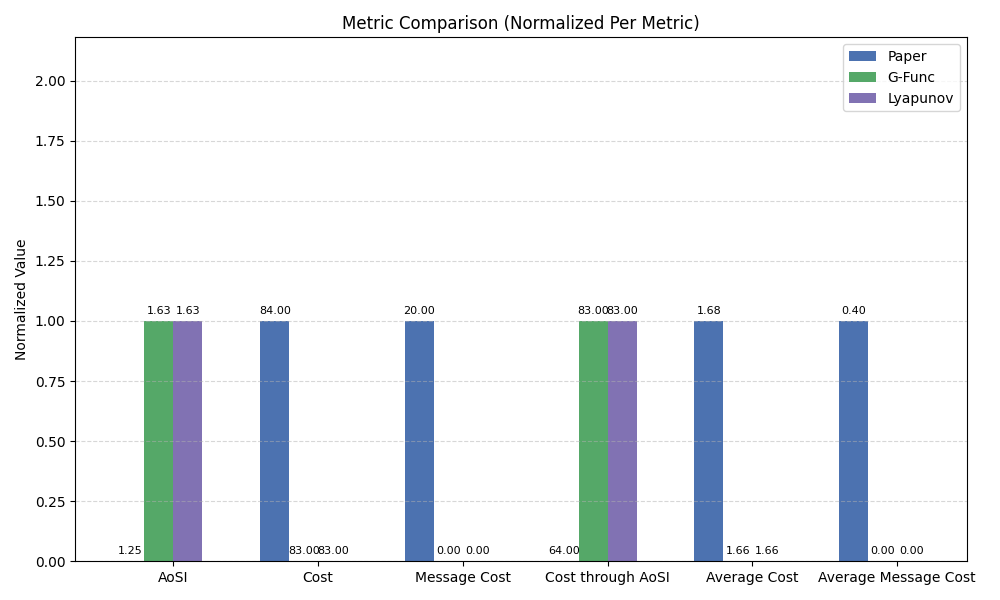 Metric Comparison (Normalized Per Metric)
Paper
G-Func
Lyapunov
Normalized Value
2.00
1.75
1.50
1.25
1.00
0.75
0.50
0.25
0.00
1.63 1.63 84.00 20.00 83.00 83.00 1.68 0.40
1.25 83.00 83.00 0.00 0.00 64.00 1.66 1.66 0.00 0.00
AoSI Cost Message Cost Cost through AoSI Average Cost Average Message Cost